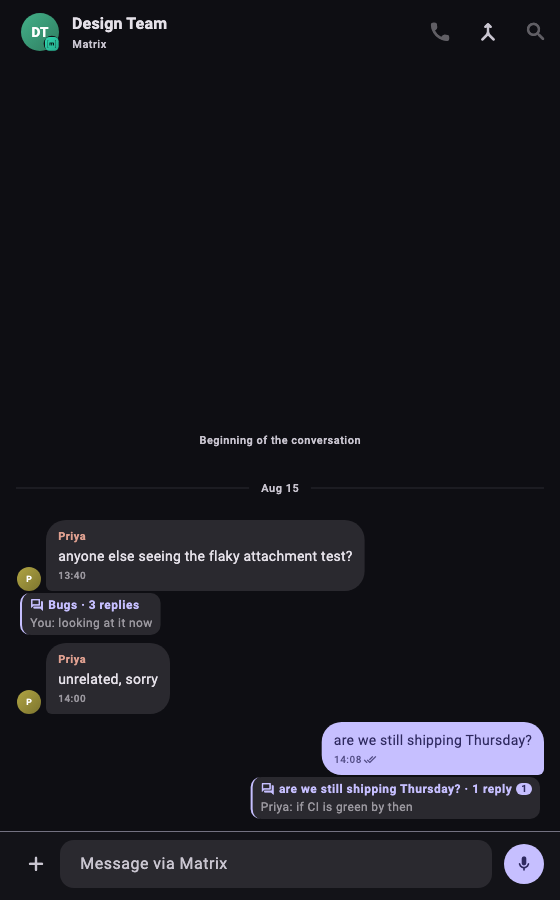 DT
m
Design Team
Matrix
Beginning of the conversation
Aug 15
Priya
anyone else seeing the flaky attachment test?
13:40
P
Bugs · 3 replies
You: looking at it now
Priya
unrelated, sorry
14:00
P
are we still shipping Thursday?
14:08
are we still shipping Thursday? · 1 reply 1
Priya: if CI is green by then
Message via Matrix